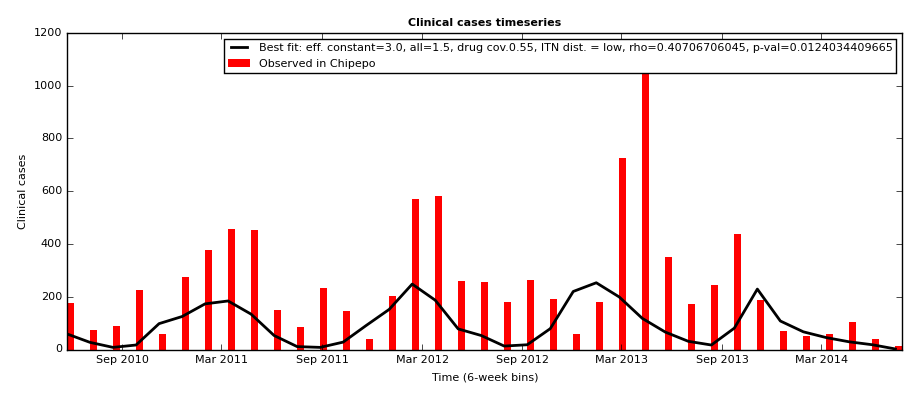 Clinical cases timeseries
1200
1000
800
600
400
200
0
Clinical cases
Best fit: eff. constant=3.0, all=1.5, drug cov.0.55, ITN dist. = low, rho=0.40706706045, p-val=0.0124034409665
Observed in Chipepo
Sep 2010 Mar 2011 Sep 2011 Mar 2012 Sep 2012 Mar 2013 Sep 2013 Mar 2014
Time (6-week bins)